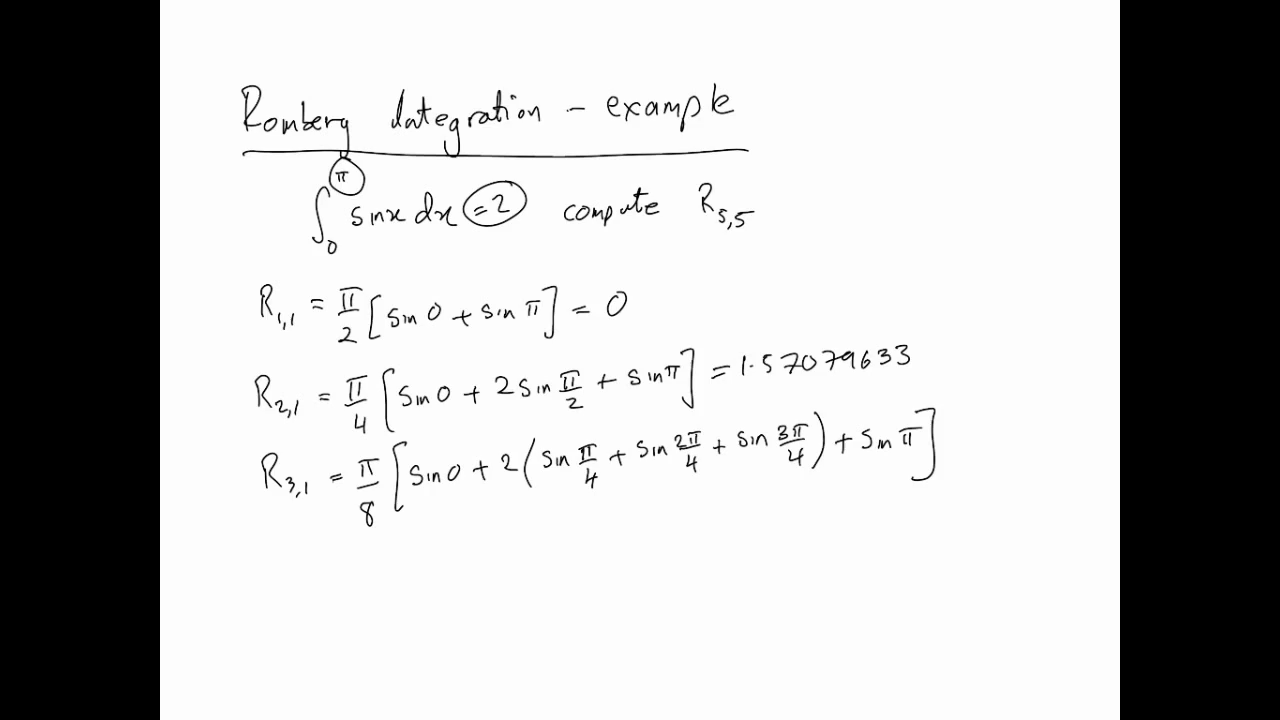 Romberg Integration – example
∫₀^π sinx dx = 2 compute R₅,₅
R₁,₁ = π/2 [sin 0 + sin π] = 0
R₂,₁ = π/4 [sin 0 + 2 sin π/2 + sin π] = 1.57079633
R₃,₁ = π/8 [sin 0 + 2(sin π/4 + sin 2π/4 + sin 3π/4) + sin π]